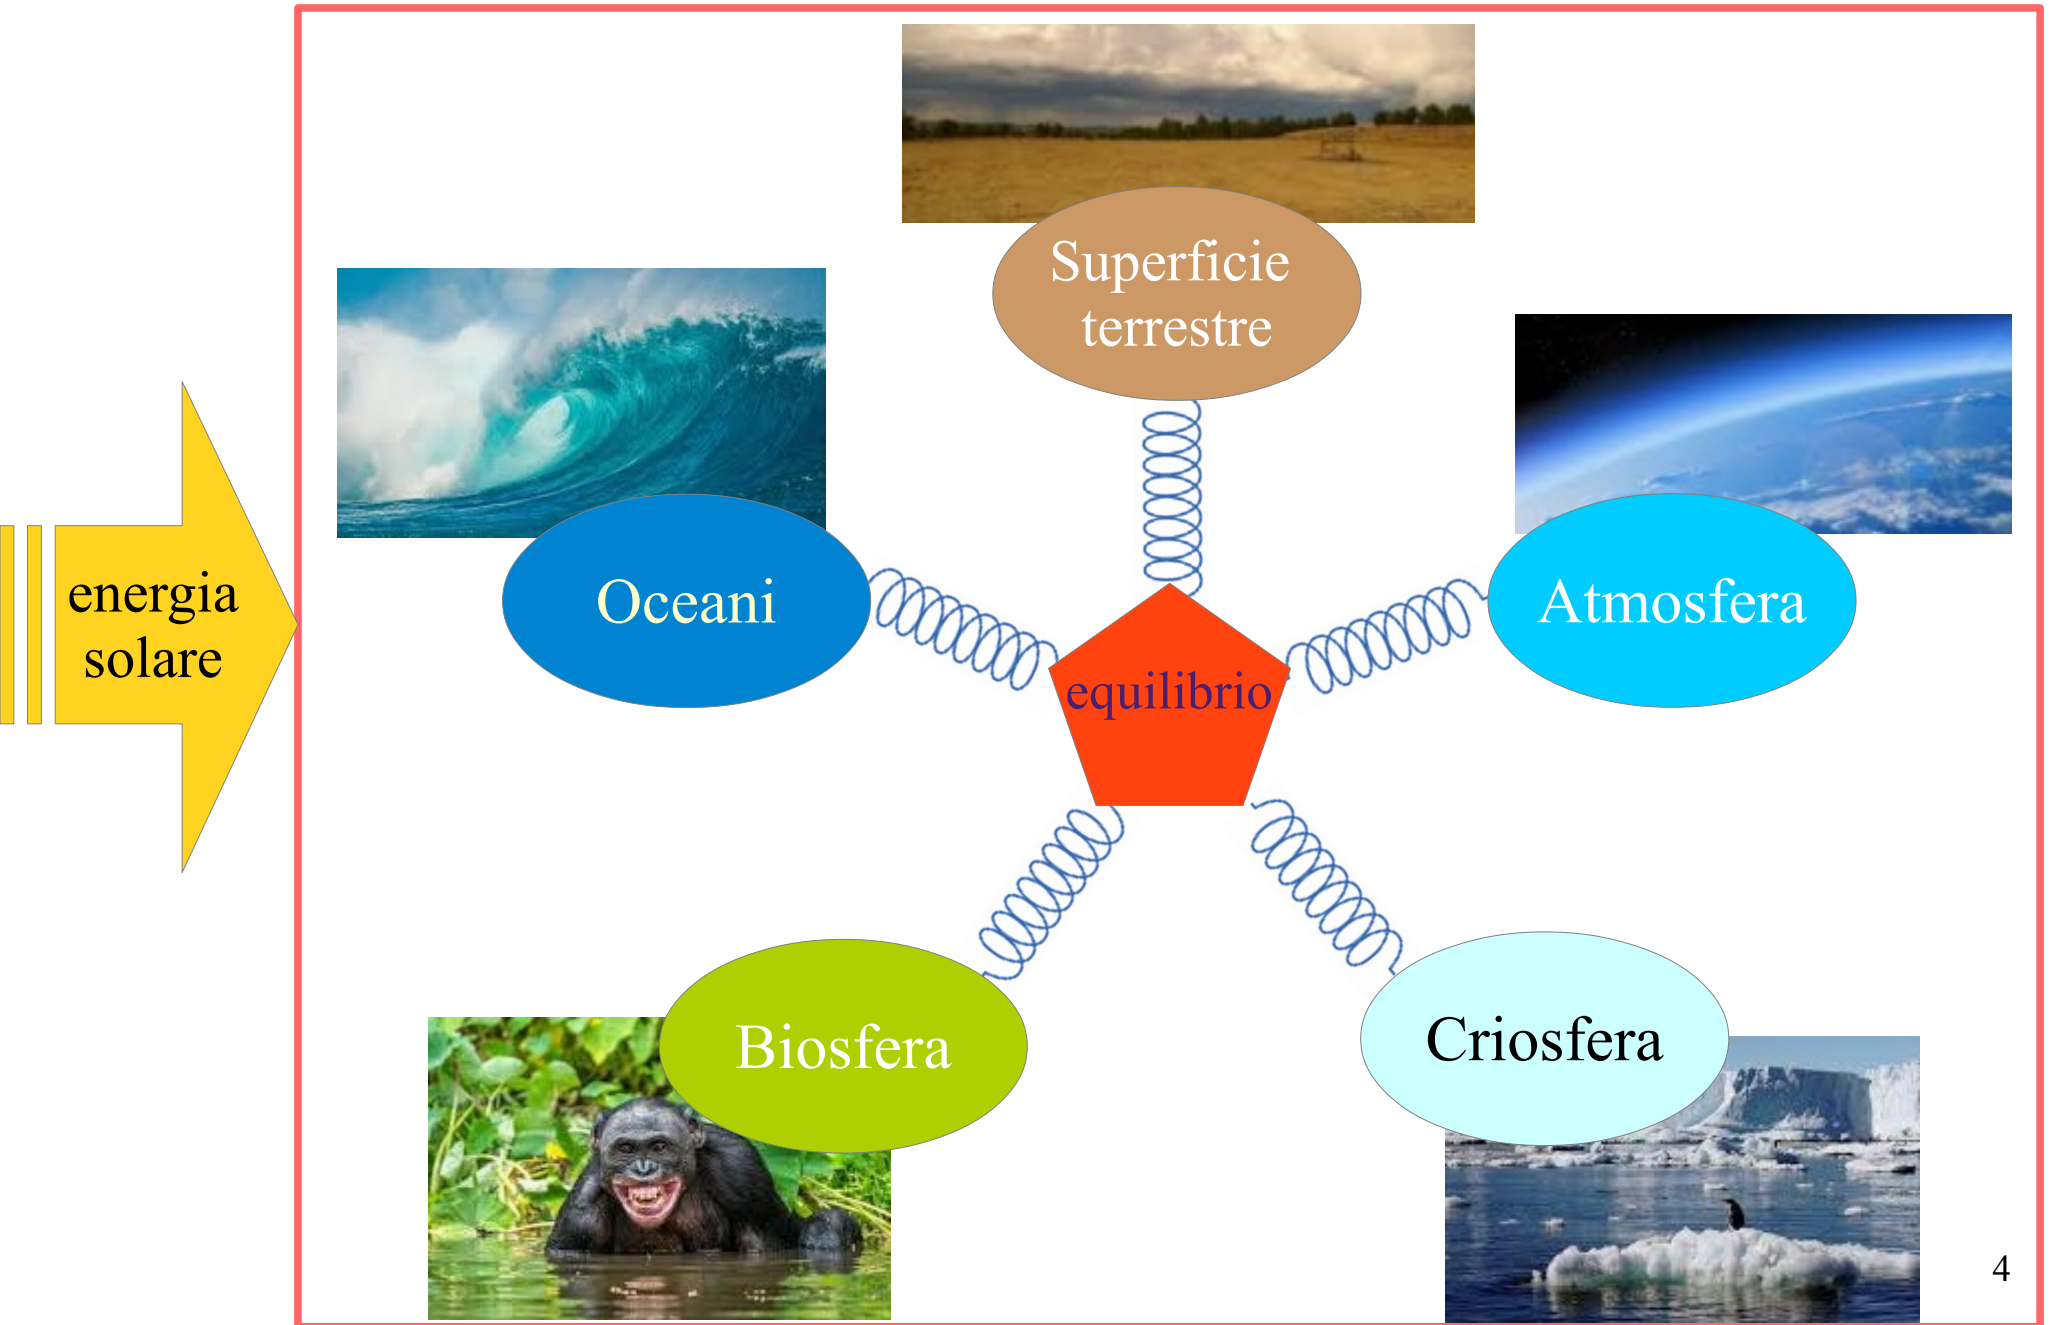 Superficie
terrestre
energia
solare
Oceani
Atmosfera
equilibrio
Biosfera
Criosfera
4